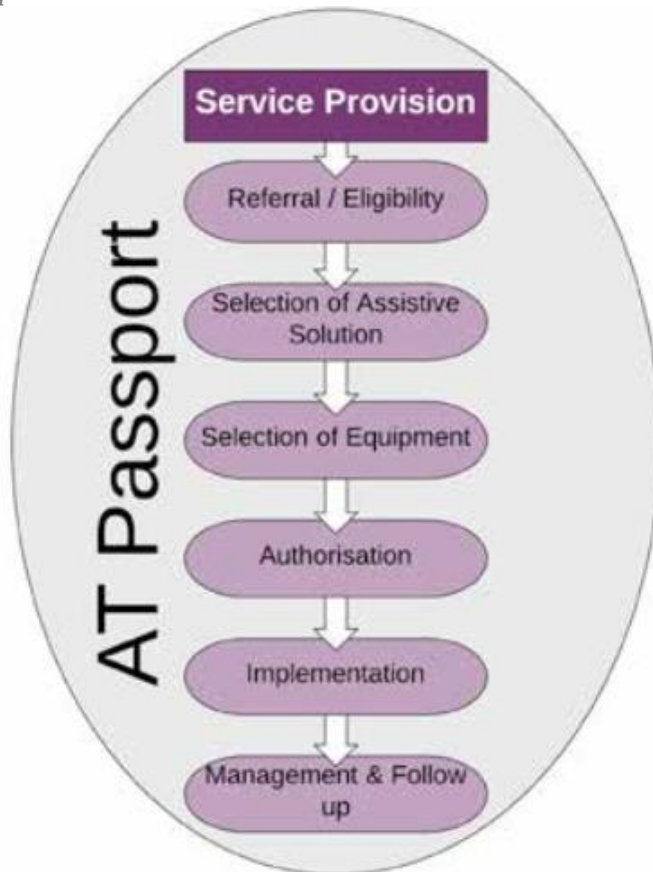 Service Provision
Referral / Eligibility
Selection of Assistive
Solution
Selection of Equipment
Authorisation
Implementation
Management & Follow
up
AT Passport